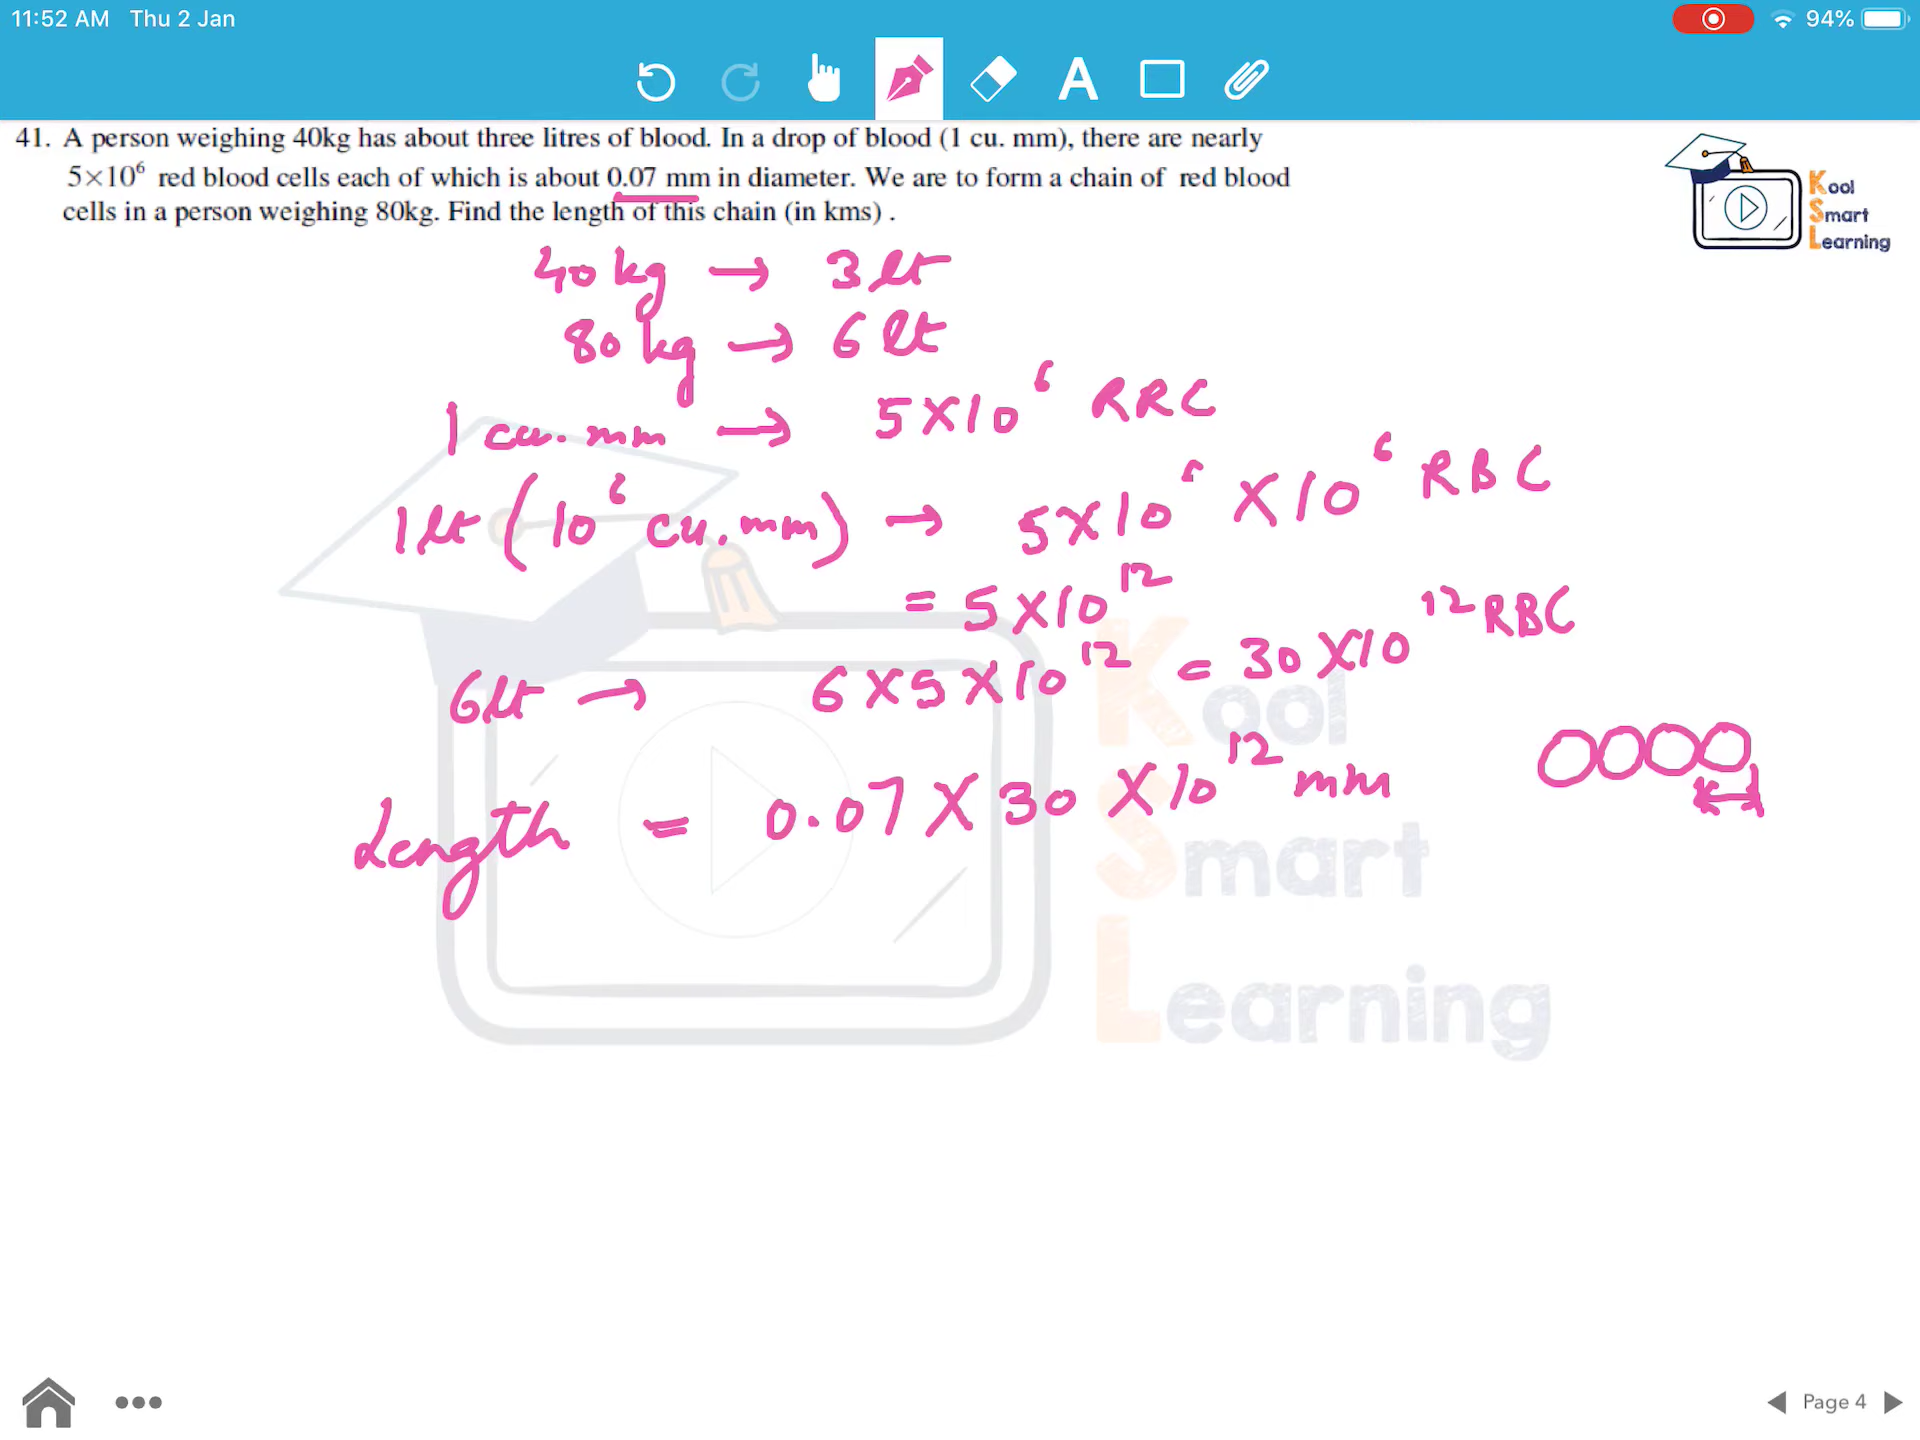 11:52 AM Thu 2 Jan
94%
A
41. A person weighing 40kg has about three litres of blood. In a drop of blood (1 cu. mm), there are nearly
5×10⁶ red blood cells each of which is about 0.07 mm in diameter. We are to form a chain of red blood
cells in a person weighing 80kg. Find the length of this chain (in kms) .
Kool
Smart
Learning
40 kg → 3 lt
80 kg → 6 lt
1 cu. mm → 5×10⁶ RRC
1 lt (10⁶ cu. mm) → 5×10⁶ × 10⁶ RBC
= 5×10¹²
6 lt → 6×5×10¹² = 30×10¹² RBC
Length = 0.07 × 30 × 10¹² mm
Kool
Smart
Learning
Page 4